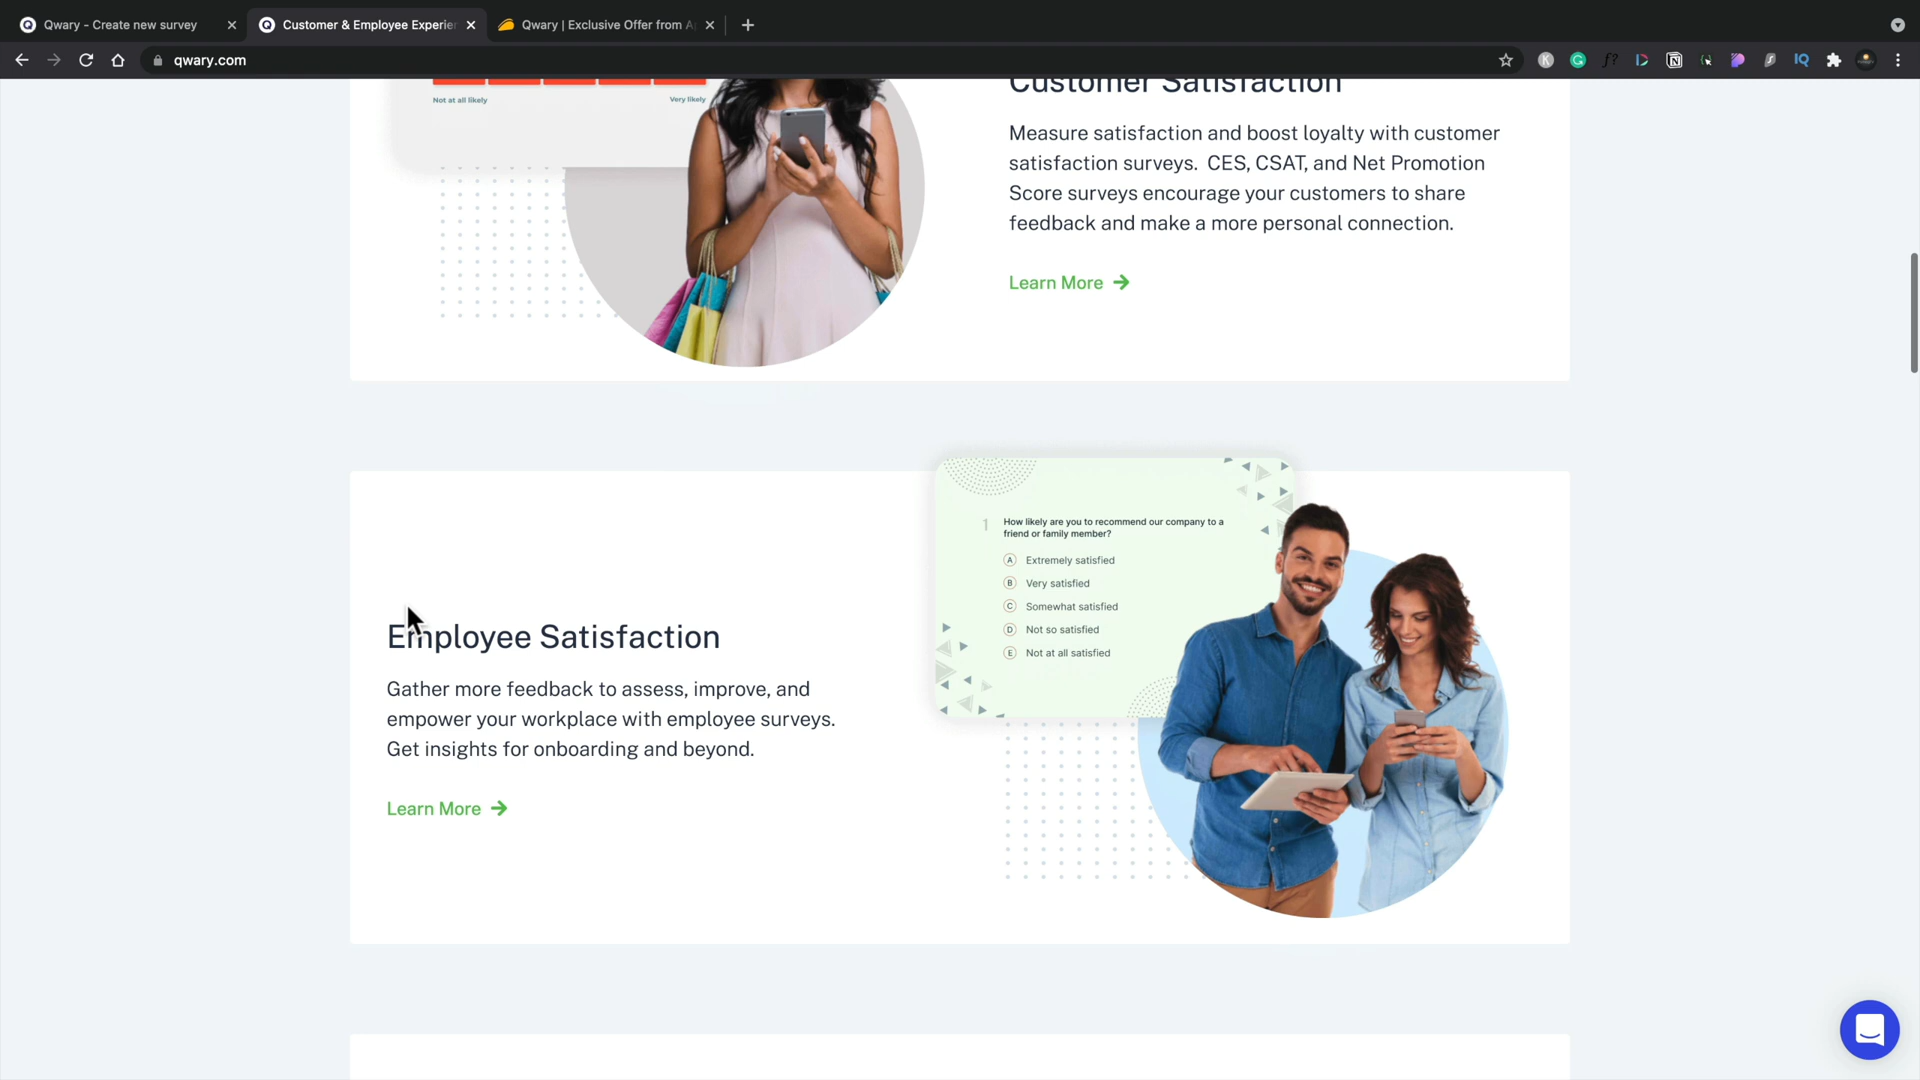 Qwary - Create new survey
Customer & Employee Experie
Qwary | Exclusive Offer from A
qwary.com
Customer Satisfaction
Not at all likely
Very likely
Measure satisfaction and boost loyalty with customer
satisfaction surveys. CES, CSAT, and Net Promotion
Score surveys encourage your customers to share
feedback and make a more personal connection.
Learn More
1
How likely are you to recommend our company to a
friend or family member?
A Extremely satisfied
B Very satisfied
C Somewhat satisfied
D Not so satisfied
E Not at all satisfied
Employee Satisfaction
Gather more feedback to assess, improve, and
empower your workplace with employee surveys.
Get insights for onboarding and beyond.
Learn More